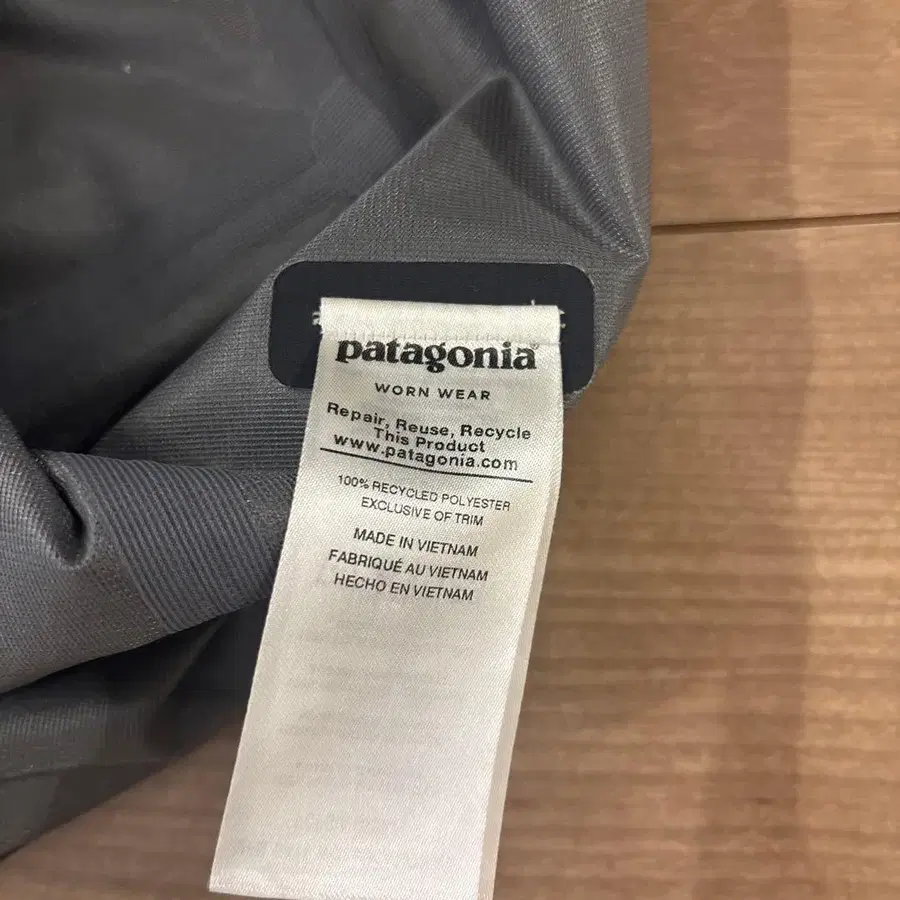 patagonia®
WORN WEAR
Repair, Reuse, Recycle
This Product
www.patagonia.com
100% RECYCLED POLYESTER
EXCLUSIVE OF TRIM
MADE IN VIETNAM
FABRIQUÉ AU VIETNAM
HECHO EN VIETNAM